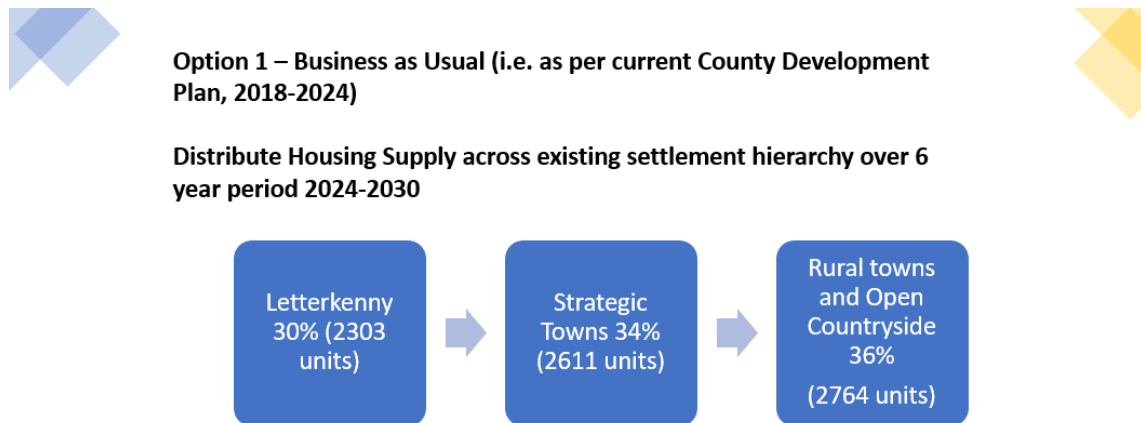 Option 1 – Business as Usual (i.e. as per current County Development
Plan, 2018-2024)
Distribute Housing Supply across existing settlement hierarchy over 6
year period 2024-2030
Letterkenny
30% (2303
units)
Strategic
Towns 34%
(2611 units)
Rural towns
and Open
Countryside
36%
(2764 units)